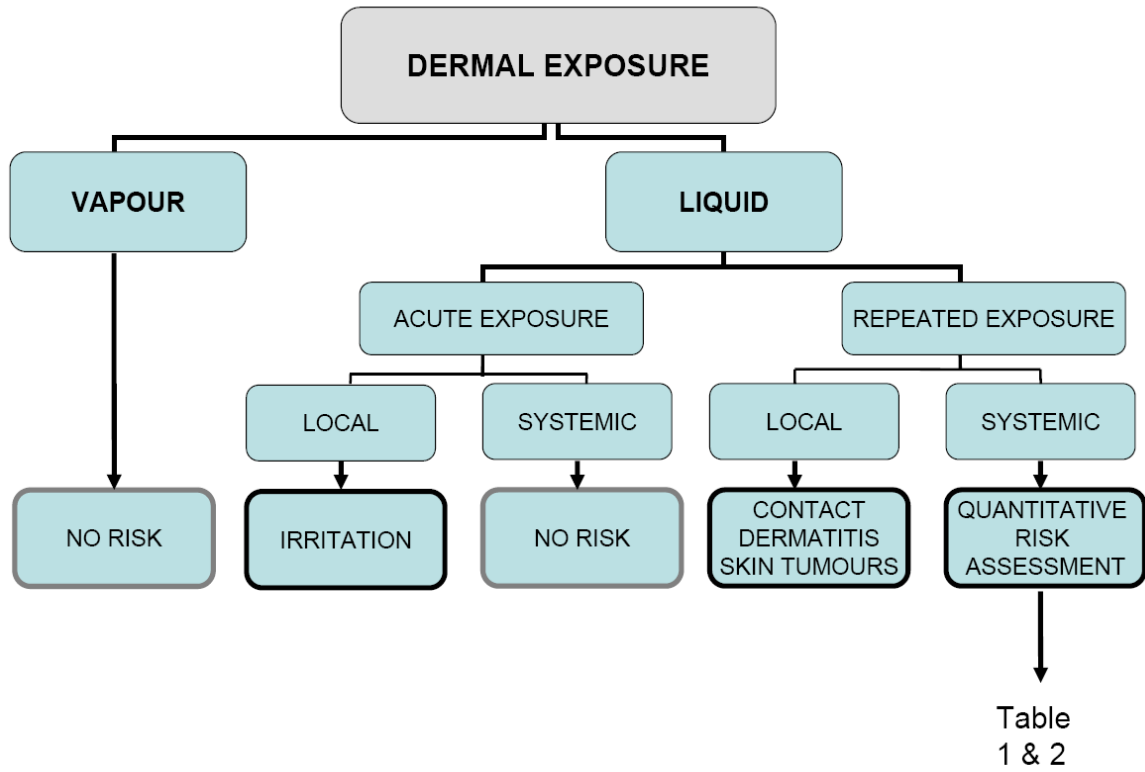 DERMAL EXPOSURE
VAPOUR
LIQUID
ACUTE EXPOSURE
REPEATED EXPOSURE
LOCAL
SYSTEMIC
LOCAL
SYSTEMIC
NO RISK
IRRITATION
NO RISK
CONTACT
DERMATITIS
SKIN TUMOURS
QUANTITATIVE
RISK
ASSESSMENT
Table
1 & 2